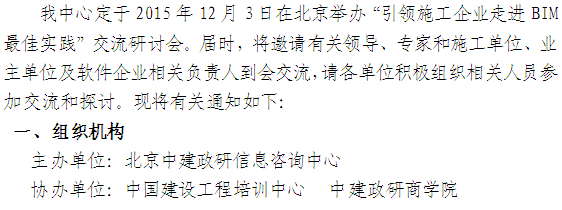 我中心定于 2015 年 12 月 3 日在北京举办“引领施工企业走进 BIM
最佳实践”交流研讨会。届时，将邀请有关领导、专家和施工单位、业
主单位及软件企业相关负责人到会交流，请各单位积极组织相关人员参
加交流和探讨。现将有关通知如下：
一、组织机构
主办单位：北京中建政研信息咨询中心
协办单位：中国建设工程培训中心 中建政研商学院